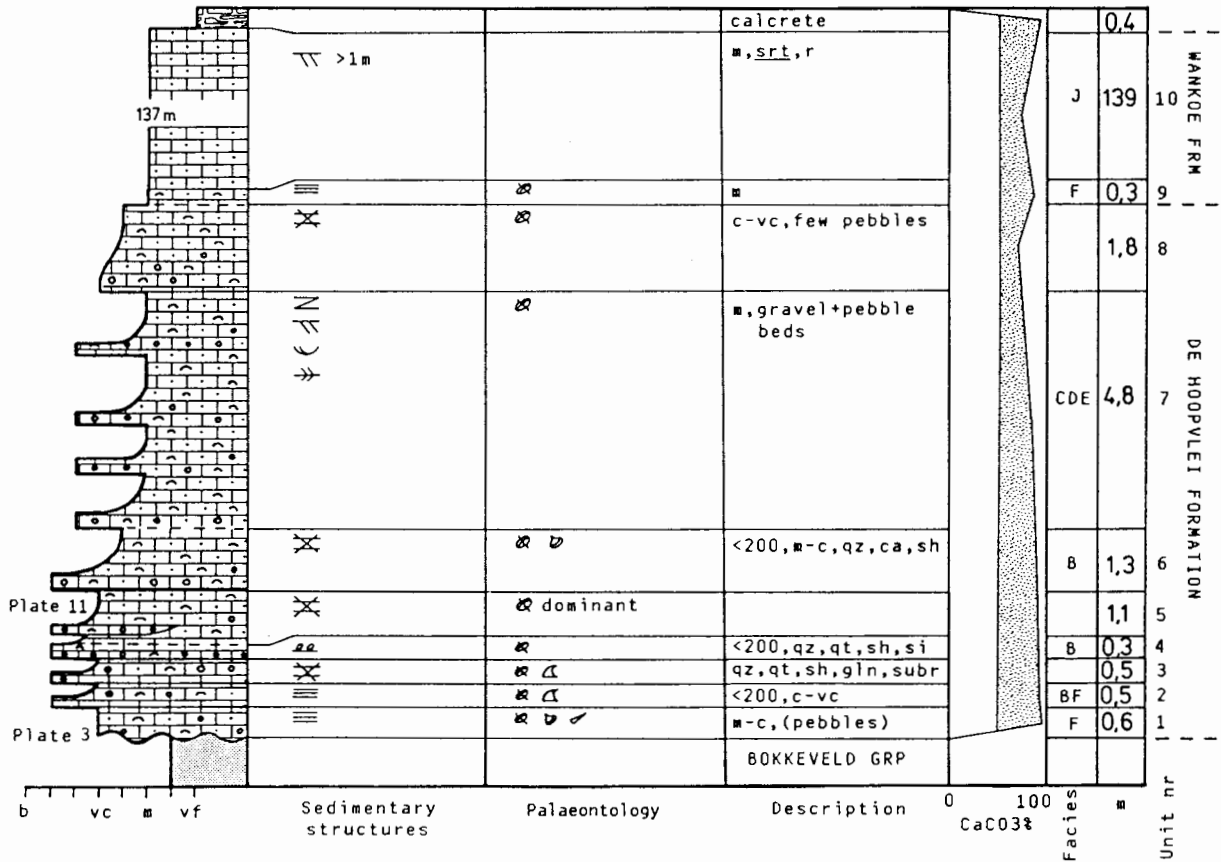 calcrete 0,4
>1m m,srt,r J 139 10 WANKOE FRM
137m
m F 0,3 9
c-vc,few pebbles 1,8 8
m,gravel+pebble
beds
CDE 4,8 7 DE HOOPVLEI FORMATION
<200,m-c,qz,ca,sh B 1,3 6
Plate 11 dominant 1,1 5
<200,qz,qt,sh,si B 0,3 4
qz,qt,sh,gln,subr 0,5 3
<200,c-vc BF 0,5 2
Plate 3 m-c,(pebbles) F 0,6 1
BOKKEVELD GRP
b vc m vf Sedimentary Palaeontology Description 0 100 Facies m Unit nr
structures CaCO3%